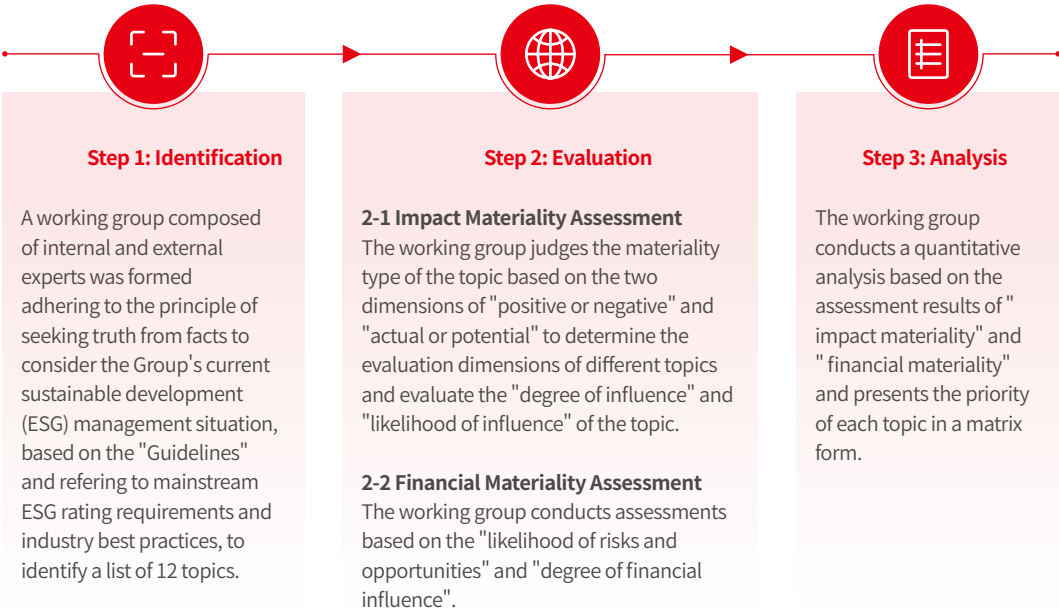 Step 1: Identification
A working group composed
of internal and external
experts was formed
adhering to the principle of
seeking truth from facts to
consider the Group's current
sustainable development
(ESG) management situation,
based on the "Guidelines"
and refering to mainstream
ESG rating requirements and
industry best practices, to
identify a list of 12 topics.
Step 2: Evaluation
2-1 Impact Materiality Assessment
The working group judges the materiality
type of the topic based on the two
dimensions of "positive or negative" and
"actual or potential" to determine the
evaluation dimensions of different topics
and evaluate the "degree of influence" and
"likelihood of influence" of the topic.
2-2 Financial Materiality Assessment
The working group conducts assessments
based on the "likelihood of risks and
opportunities" and "degree of financial
influence".
Step 3: Analysis
The working group
conducts a quantitative
analysis based on the
assessment results of "
impact materiality" and
" financial materiality"
and presents the priority
of each topic in a matrix
form.